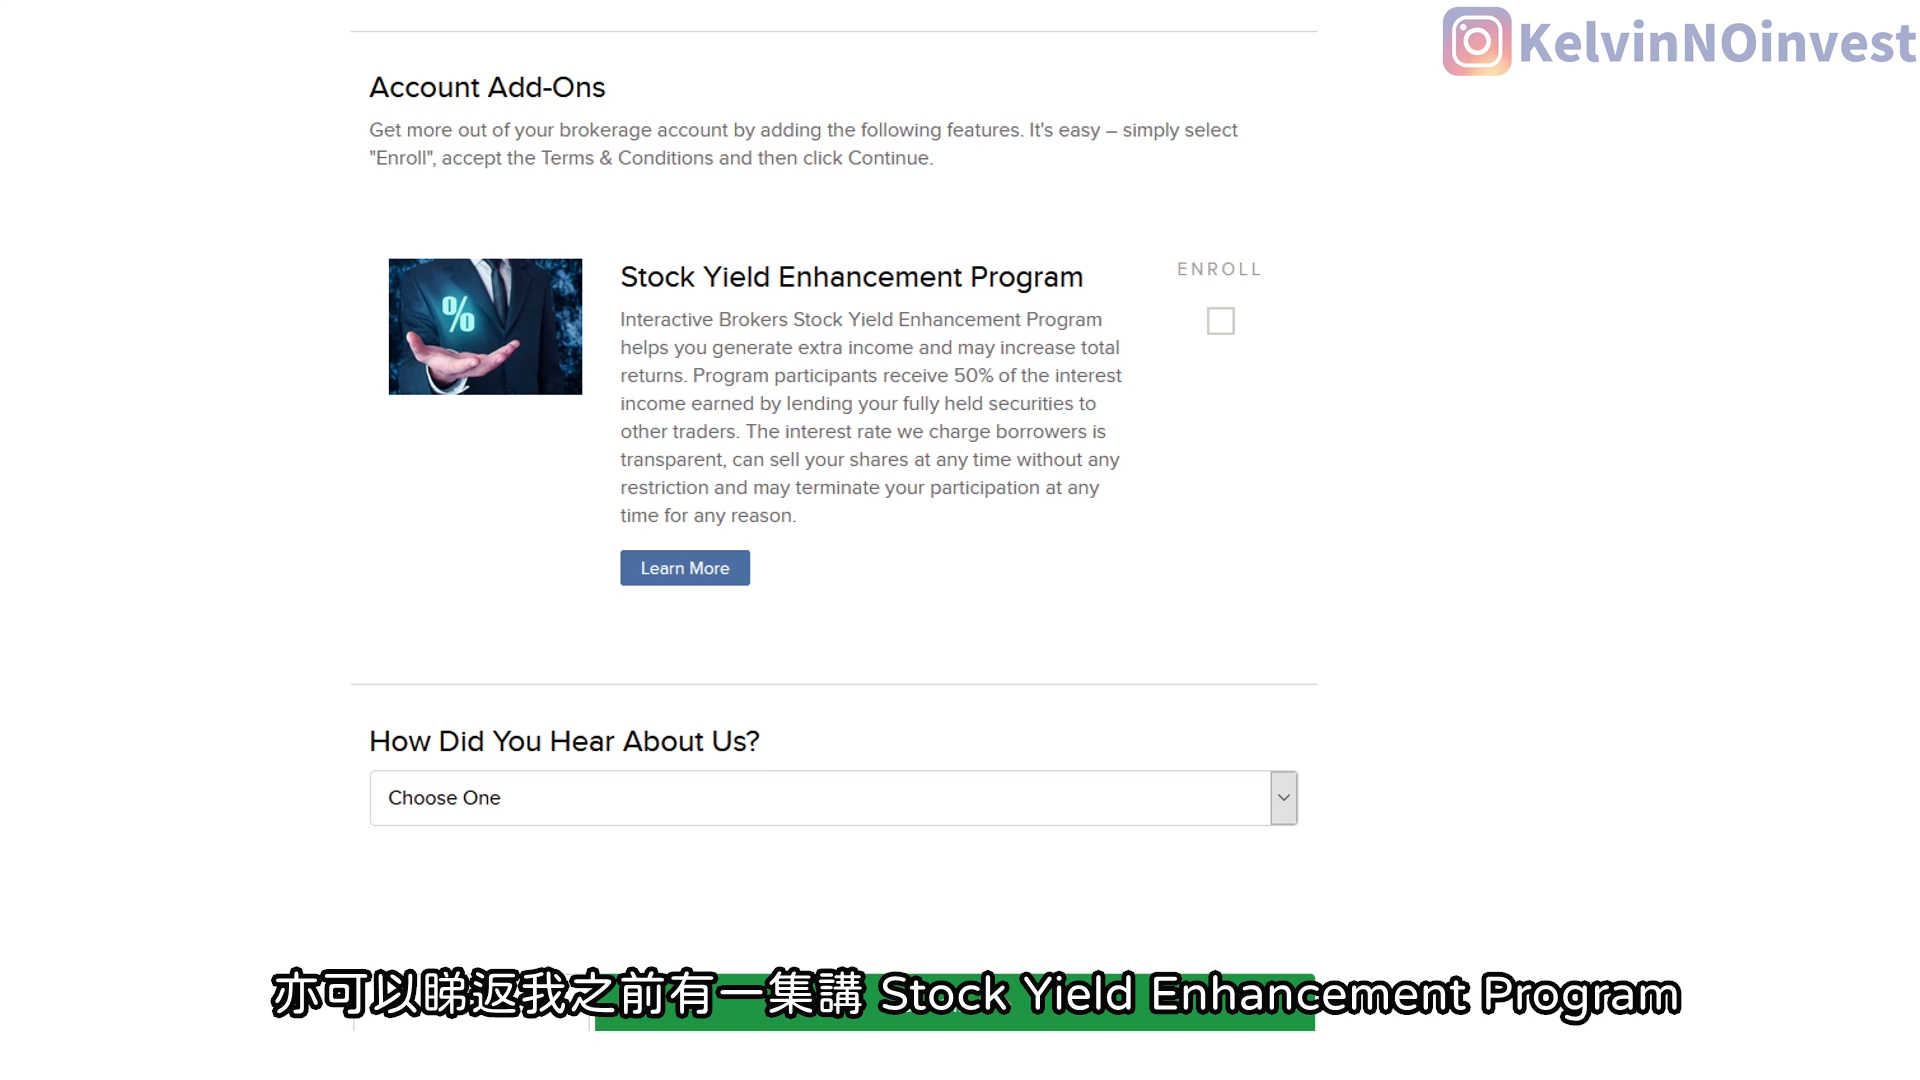 KelvinNOinvest
Account Add-Ons
Get more out of your brokerage account by adding the following features. It's easy – simply select
"Enroll", accept the Terms & Conditions and then click Continue.
%
Stock Yield Enhancement Program
ENROLL
Interactive Brokers Stock Yield Enhancement Program
helps you generate extra income and may increase total
returns. Program participants receive 50% of the interest
income earned by lending your fully held securities to
other traders. The interest rate we charge borrowers is
transparent, can sell your shares at any time without any
restriction and may terminate your participation at any
time for any reason.
Learn More
How Did You Hear About Us?
Choose One
亦可以睇返我之前有一集講 Stock Yield Enhancement Program